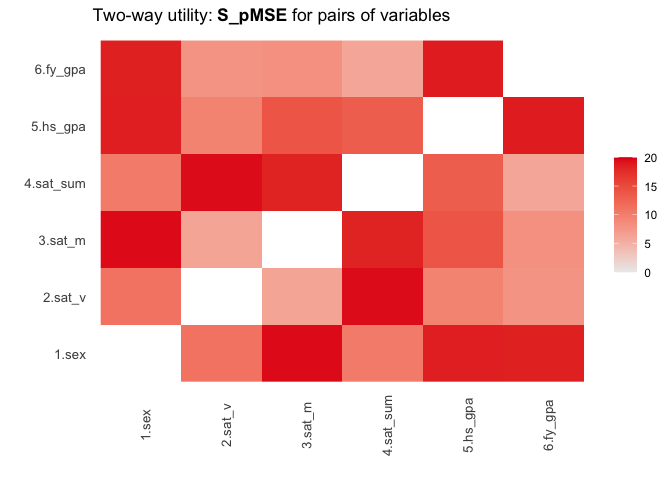 Two-way utility: S_pMSE for pairs of variables
6.fy_gpa
5.hs_gpa
4.sat_sum
3.sat_m
2.sat_v
1.sex
20
15
10
5
0
1.sex
2.sat_v
3.sat_m
4.sat_sum
5.hs_gpa
6.fy_gpa